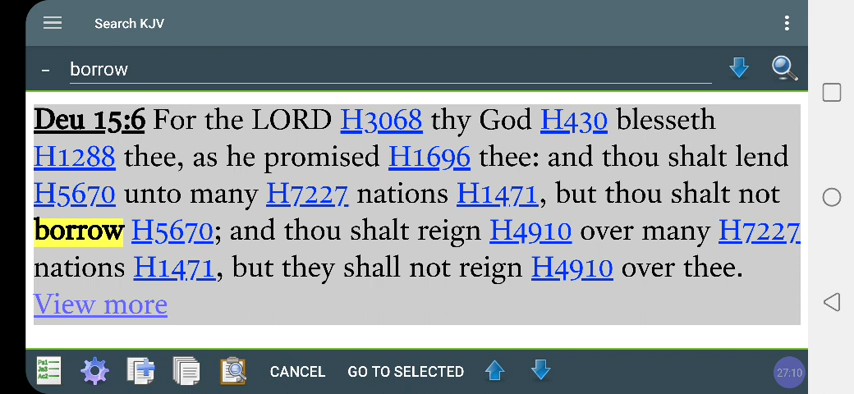 Search KJV
borrow
Deu 15:6 For the LORD H3068 thy God H430 blesseth
H1288 thee, as he promised H1696 thee: and thou shalt lend
H5670 unto many H7227 nations H1471, but thou shalt not
borrow H5670; and thou shalt reign H4910 over many H7227
nations H1471, but they shall not reign H4910 over thee.
View more
CANCEL GO TO SELECTED
27:10